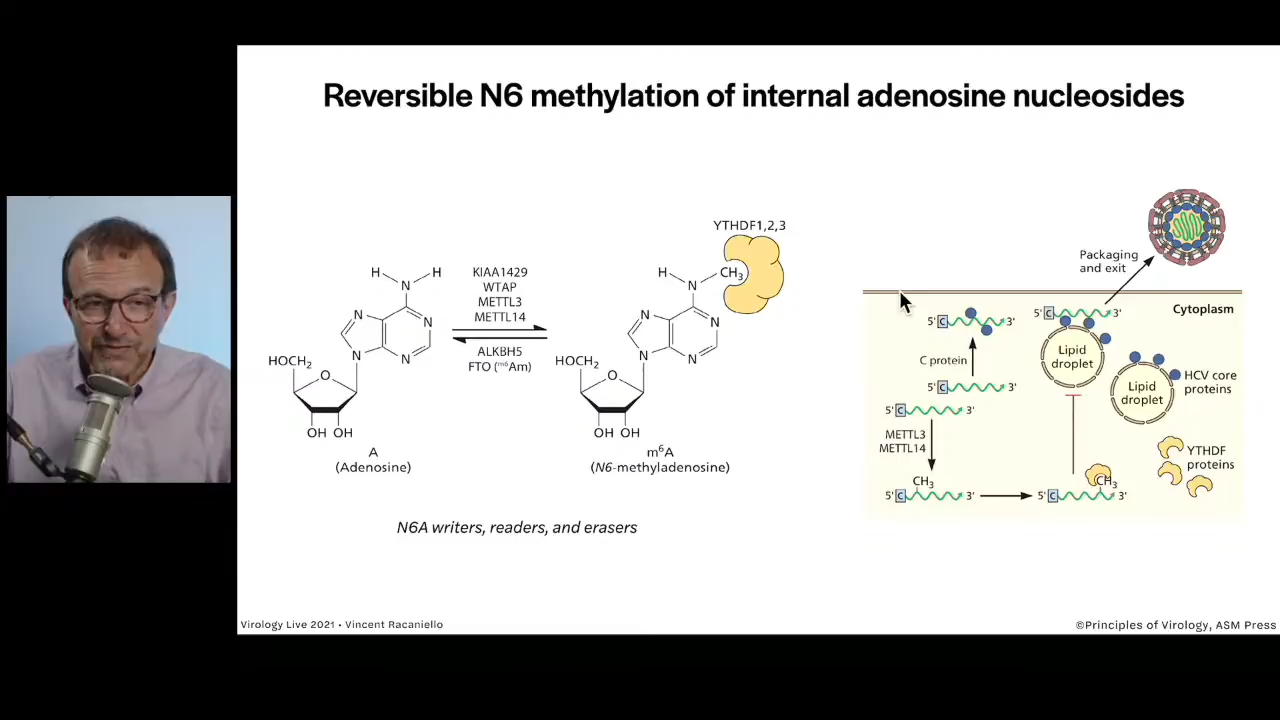 Reversible N6 methylation of internal adenosine nucleosides
YTHDF1,2,3
H
H
N
KIAA1429
WTAP
METTL3
METTL14
ALKBH5
FTO (m6Am)
N
N
N
N
HOCH2
O
OH OH
A
(Adenosine)
H
CH3
N
N
N
N
N
HOCH2
O
OH OH
m6A
(N6-methyladenosine)
N6A writers, readers, and erasers
Packaging
and exit
Cytoplasm
5' C 3'
5' C 3'
C protein
Lipid
droplet
Lipid
droplet
HCV core
proteins
5' C 3'
5' C 3'
METTL3
METTL14
YTHDF
proteins
CH3
5' C 3'
CH3
5' C 3'
Virology Live 2021 • Vincent Racaniello
©Principles of Virology, ASM Press